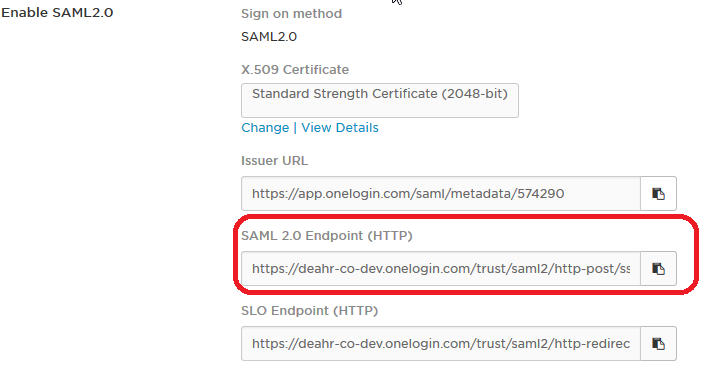 Enable SAML2.0
Sign on method
SAML2.0
X.509 Certificate
Standard Strength Certificate (2048-bit)
Change | View Details
Issuer URL
https://app.onelogin.com/saml/metadata/574290
SAML 2.0 Endpoint (HTTP)
https://deahr-co-dev.onelogin.com/trust/saml2/http-post/ss
SLO Endpoint (HTTP)
https://deahr-co-dev.onelogin.com/trust/saml2/http-redirec